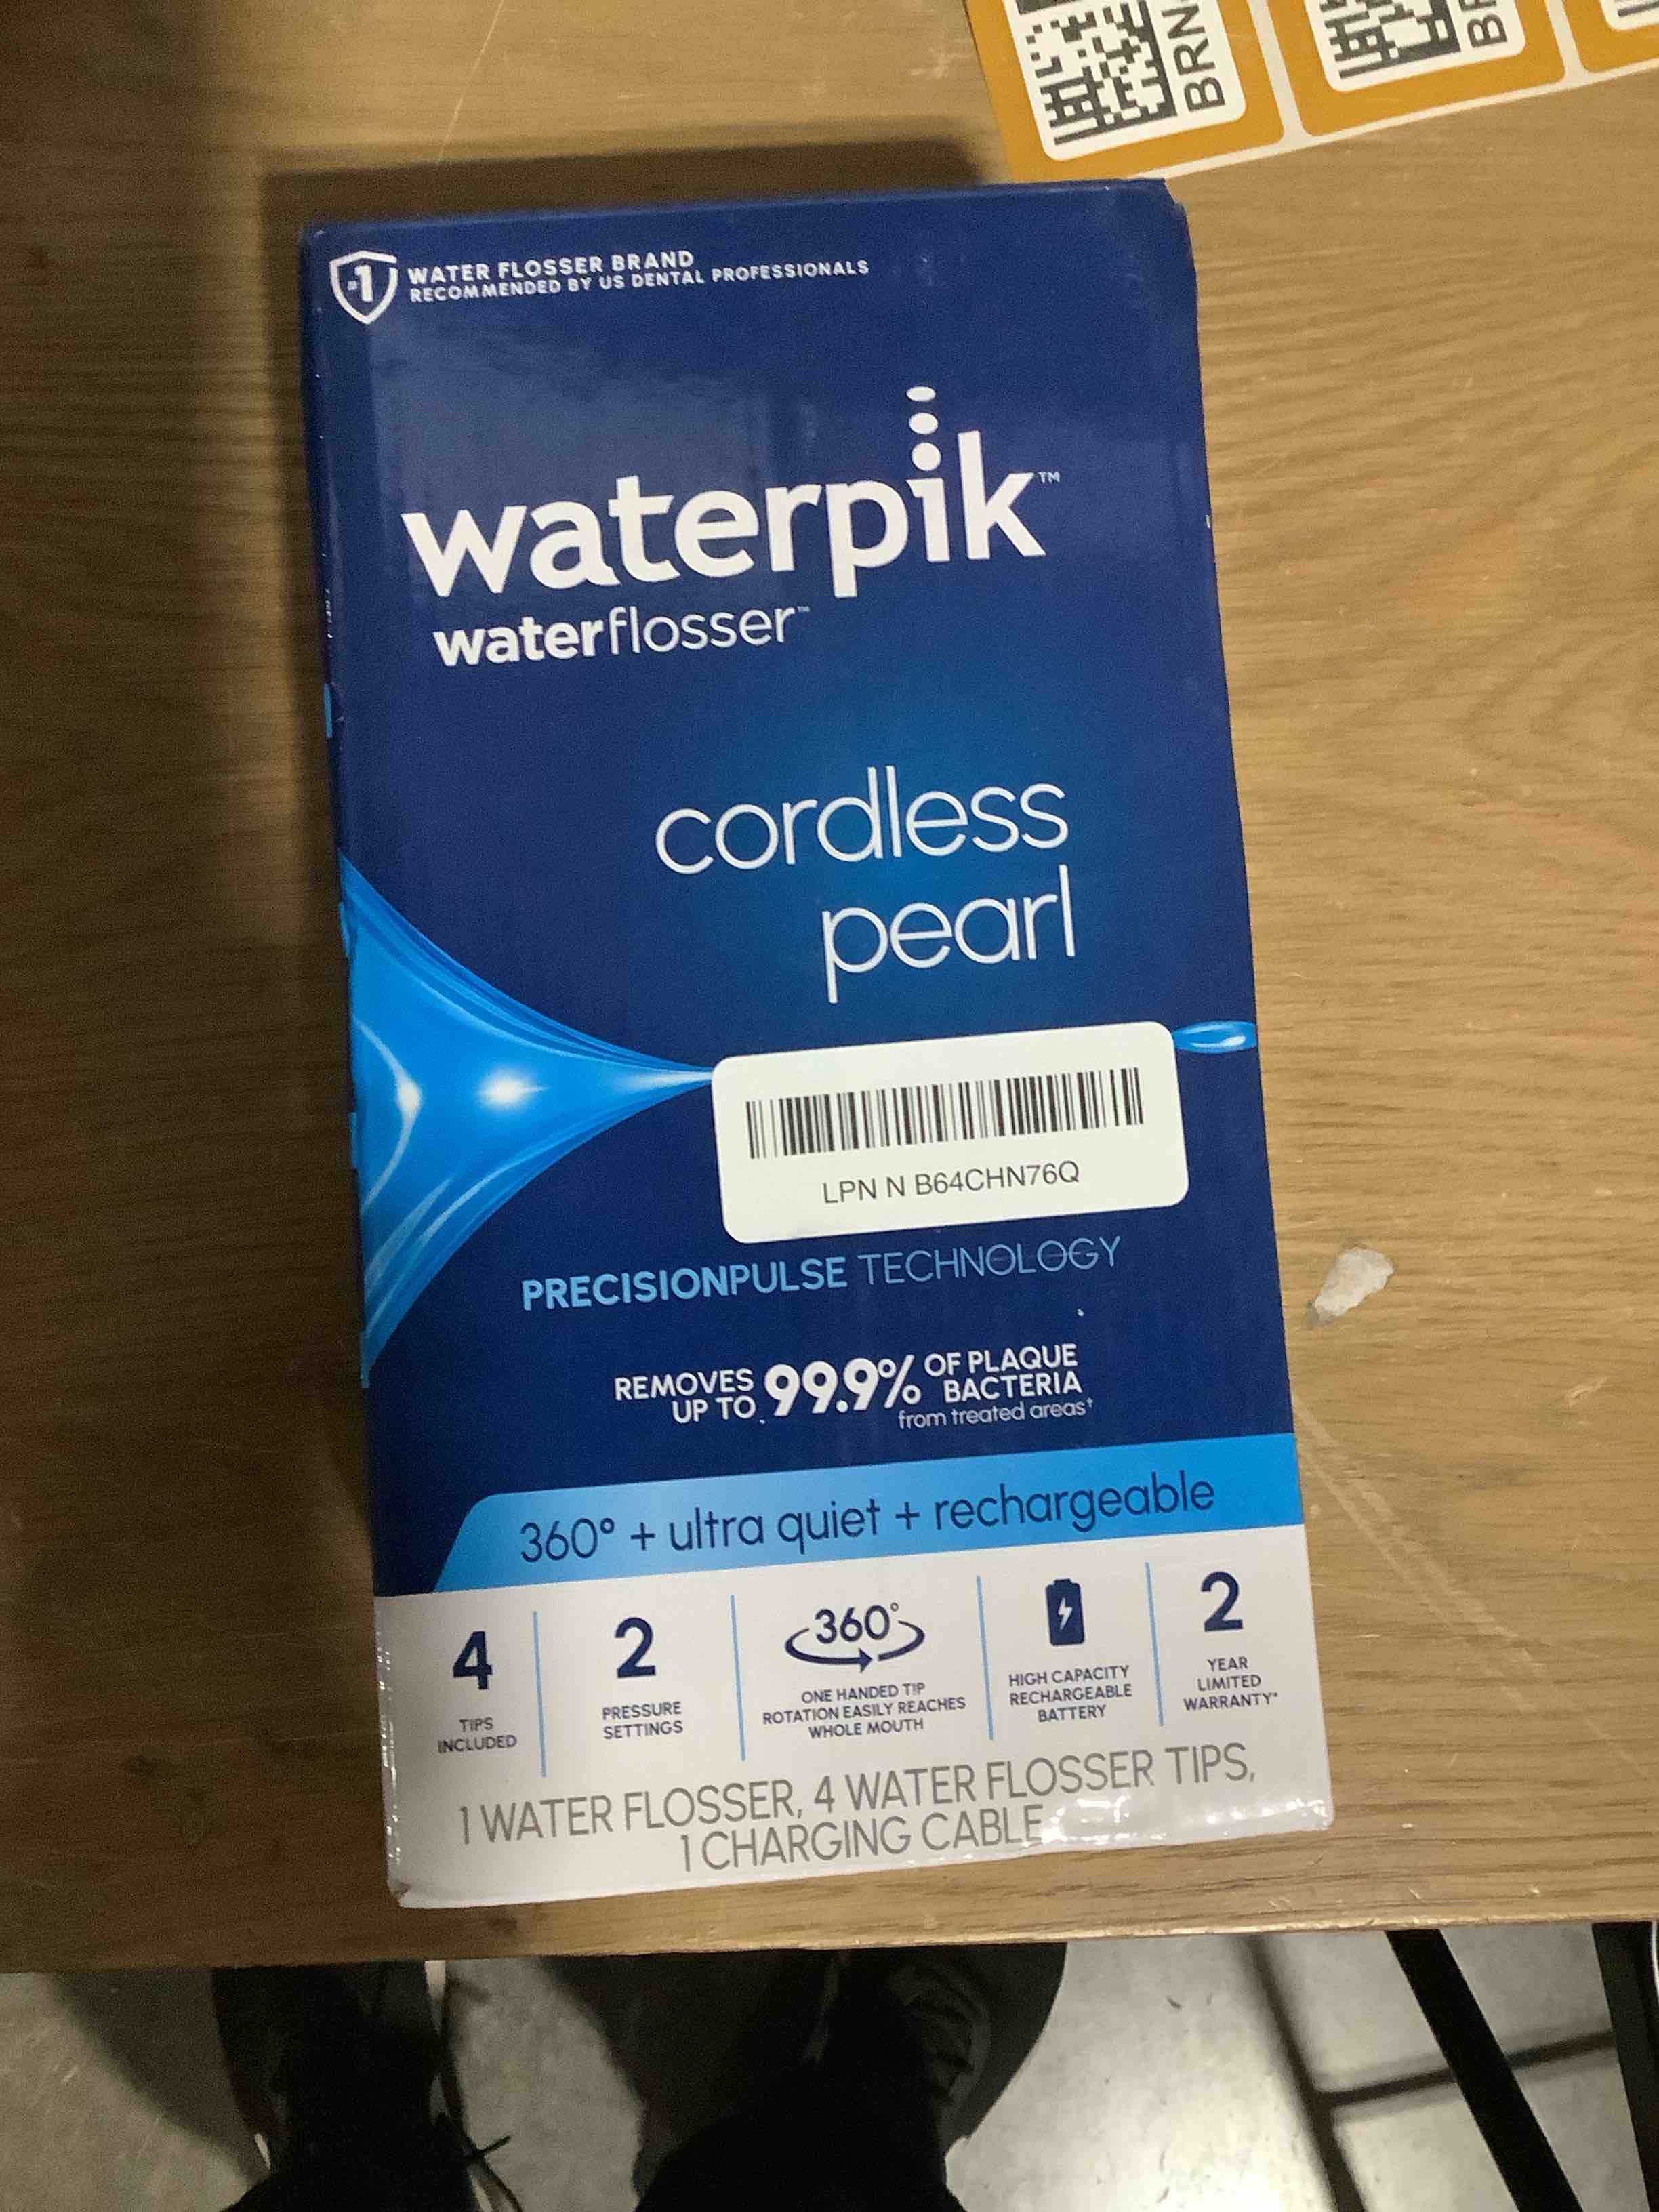 BRN
BR
#1
WATER FLOSSER BRAND
RECOMMENDED BY US DENTAL PROFESSIONALS
waterpik™
waterflosser™
cordless
pearl
LPN N B64CHN76Q
PRECISIONPULSE TECHNOLOGY
REMOVES UP TO 99.9% OF PLAQUE BACTERIA
from treated areas†
360° + ultra quiet + rechargeable
4
TIPS
INCLUDED
2
PRESSURE
SETTINGS
360°
ONE HANDED TIP
ROTATION EASILY REACHES
WHOLE MOUTH
HIGH CAPACITY
RECHARGEABLE
BATTERY
2
YEAR
LIMITED
WARRANTY*
1 WATER FLOSSER, 4 WATER FLOSSER TIPS,
1 CHARGING CABLE